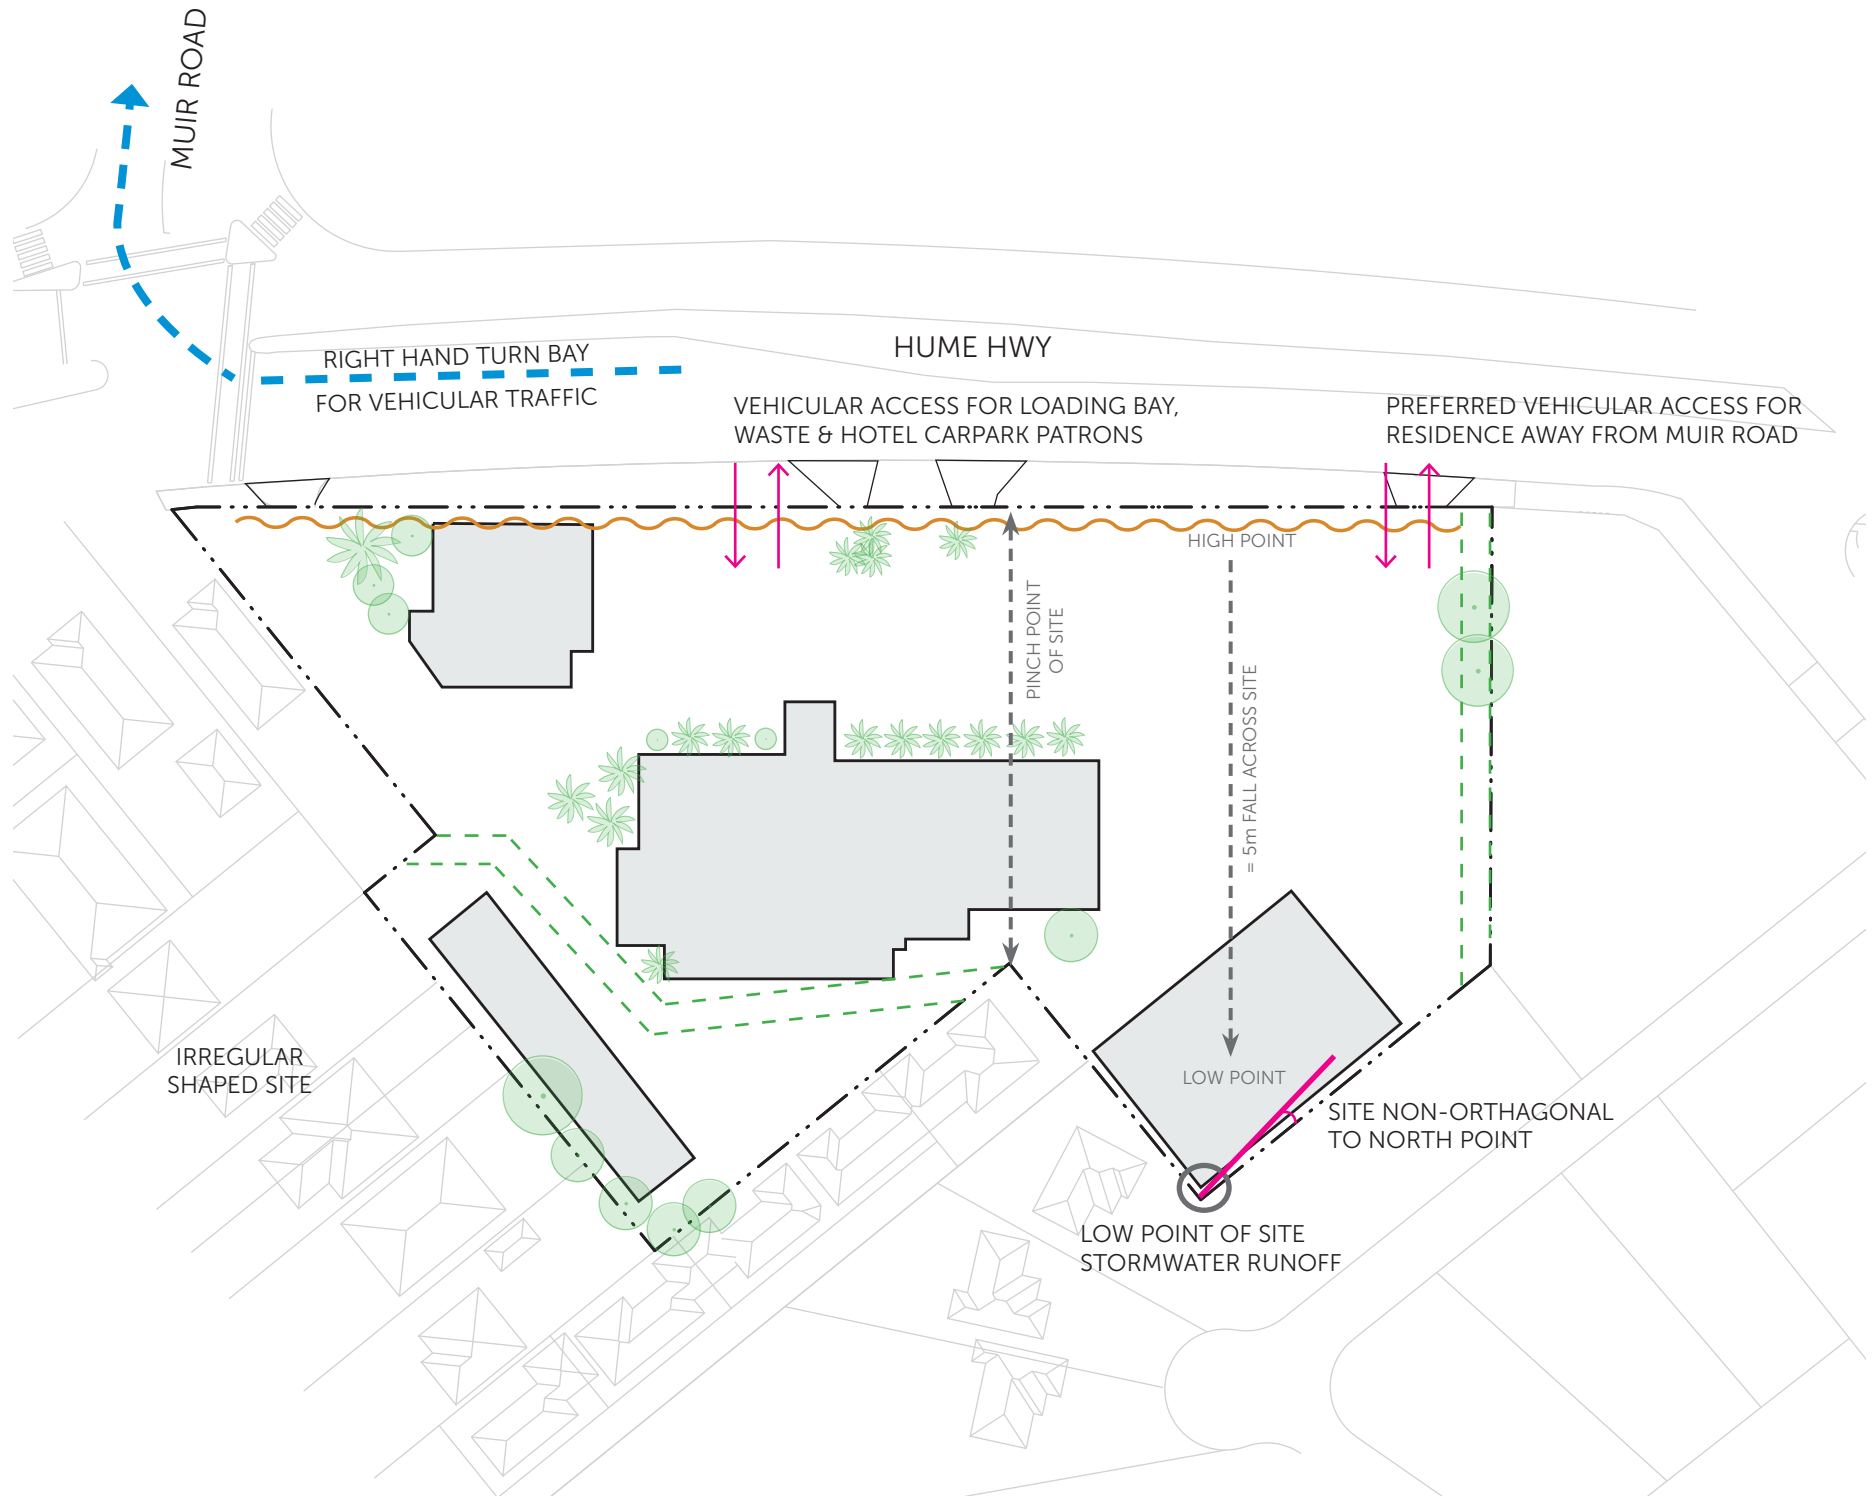 MUIR ROAD
HUME HWY
RIGHT HAND TURN BAY
FOR VEHICULAR TRAFFIC
VEHICULAR ACCESS FOR LOADING BAY,
WASTE & HOTEL CARPARK PATRONS
PREFERRED VEHICULAR ACCESS FOR
RESIDENCE AWAY FROM MUIR ROAD
HIGH POINT
PINCH POINT
OF SITE
= 5m FALL ACROSS SITE
LOW POINT
IRREGULAR
SHAPED SITE
SITE NON-ORTHAGONAL
TO NORTH POINT
LOW POINT OF SITE
STORMWATER RUNOFF